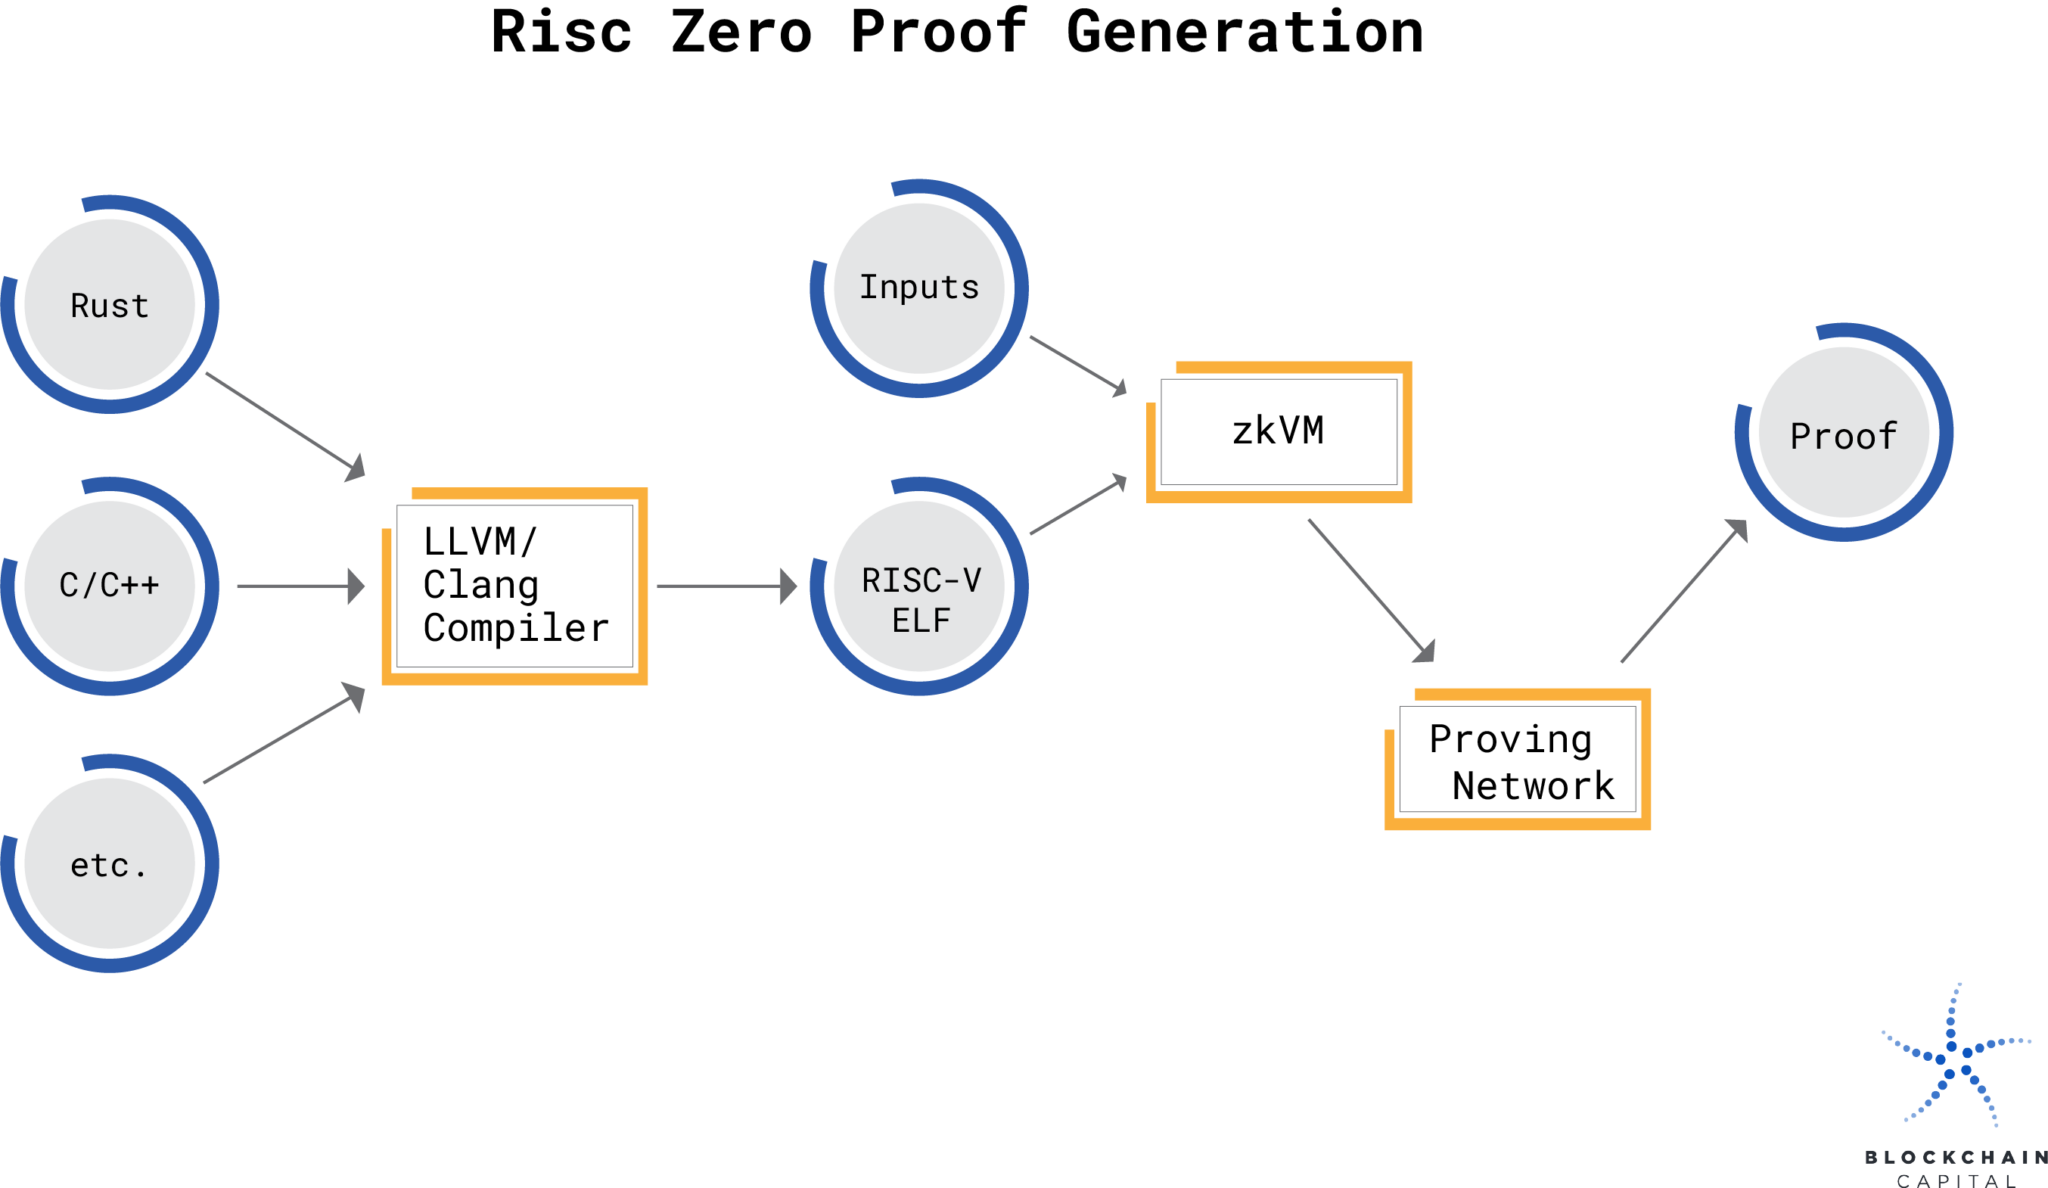 Risc Zero Proof Generation
Rust
C/C++
etc.
LLVM/
Clang
Compiler
Inputs
RISC-V
ELF
zkVM
Proving
Network
Proof
BLOCKCHAIN
CAPITAL